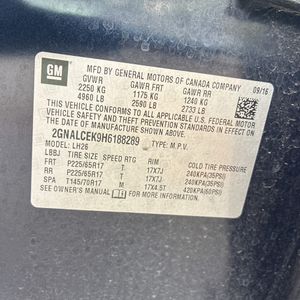 GM
MFD BY GENERAL MOTORS OF CANADA COMPANY
GVWR GAWR FRT GAWR RR 09/16
2250 KG 1175 KG 1240 KG
4960 LB 2590 LB 2733 LB
THIS VEHICLE CONFORMS TO ALL APPLICABLE U.S. FEDERAL MOTOR
VEHICLE SAFETY AND THEFT PREVENTION STANDARDS IN EFFECT ON THE
DATE OF MANUFACTURE SHOWN ABOVE.
2GNALCEK9H6188289 TYPE: M.P.V.
MODEL: LH26
LBBJ TIRE SIZE SPEED RTG RIM COLD TIRE PRESSURE
FRT P225/65R17 T 17X7J 240KPA(35PSI)
RR P225/65R17 T 17X7J 240KPA(35PSI)
SPA T145/70R17 M 17X4.5T 420KPA(60PSI)
SEE OWNER'S MANUAL FOR MORE INFORMATION.